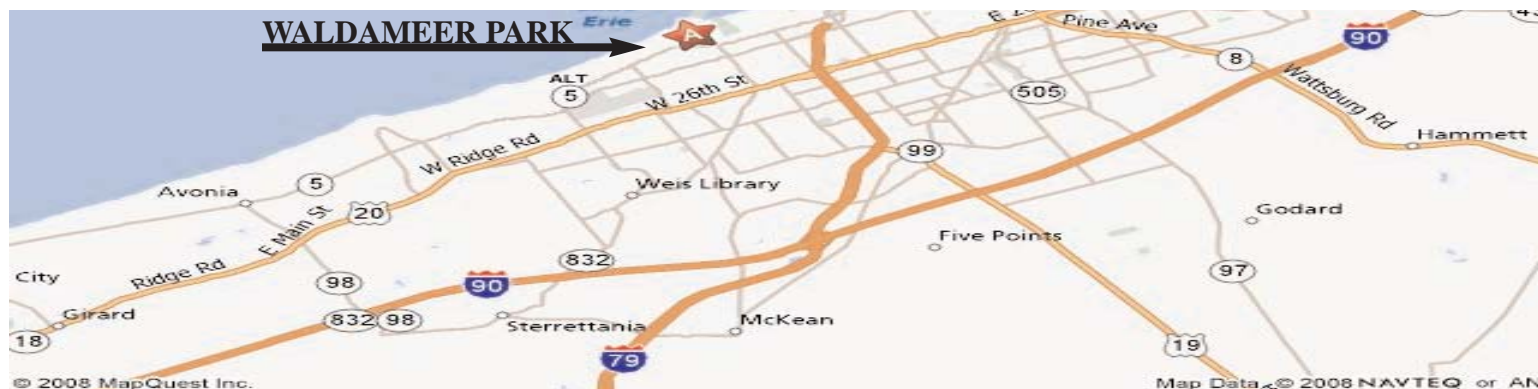 WALDAMEER PARK
Erie
A
Pine Ave
90
8
ALT
5
W 26th St
505
Wattsburg Rd
Hammett
W Ridge Rd
99
Avonia
5
Weis Library
20
E Main St
Godard
Five Points
City
Ridge Rd
832
98
90
97
Girard
832
98
Sterrettania
McKean
18
79
19
© 2008 MapQuest Inc.
Map Data © 2008 NAVTEQ or